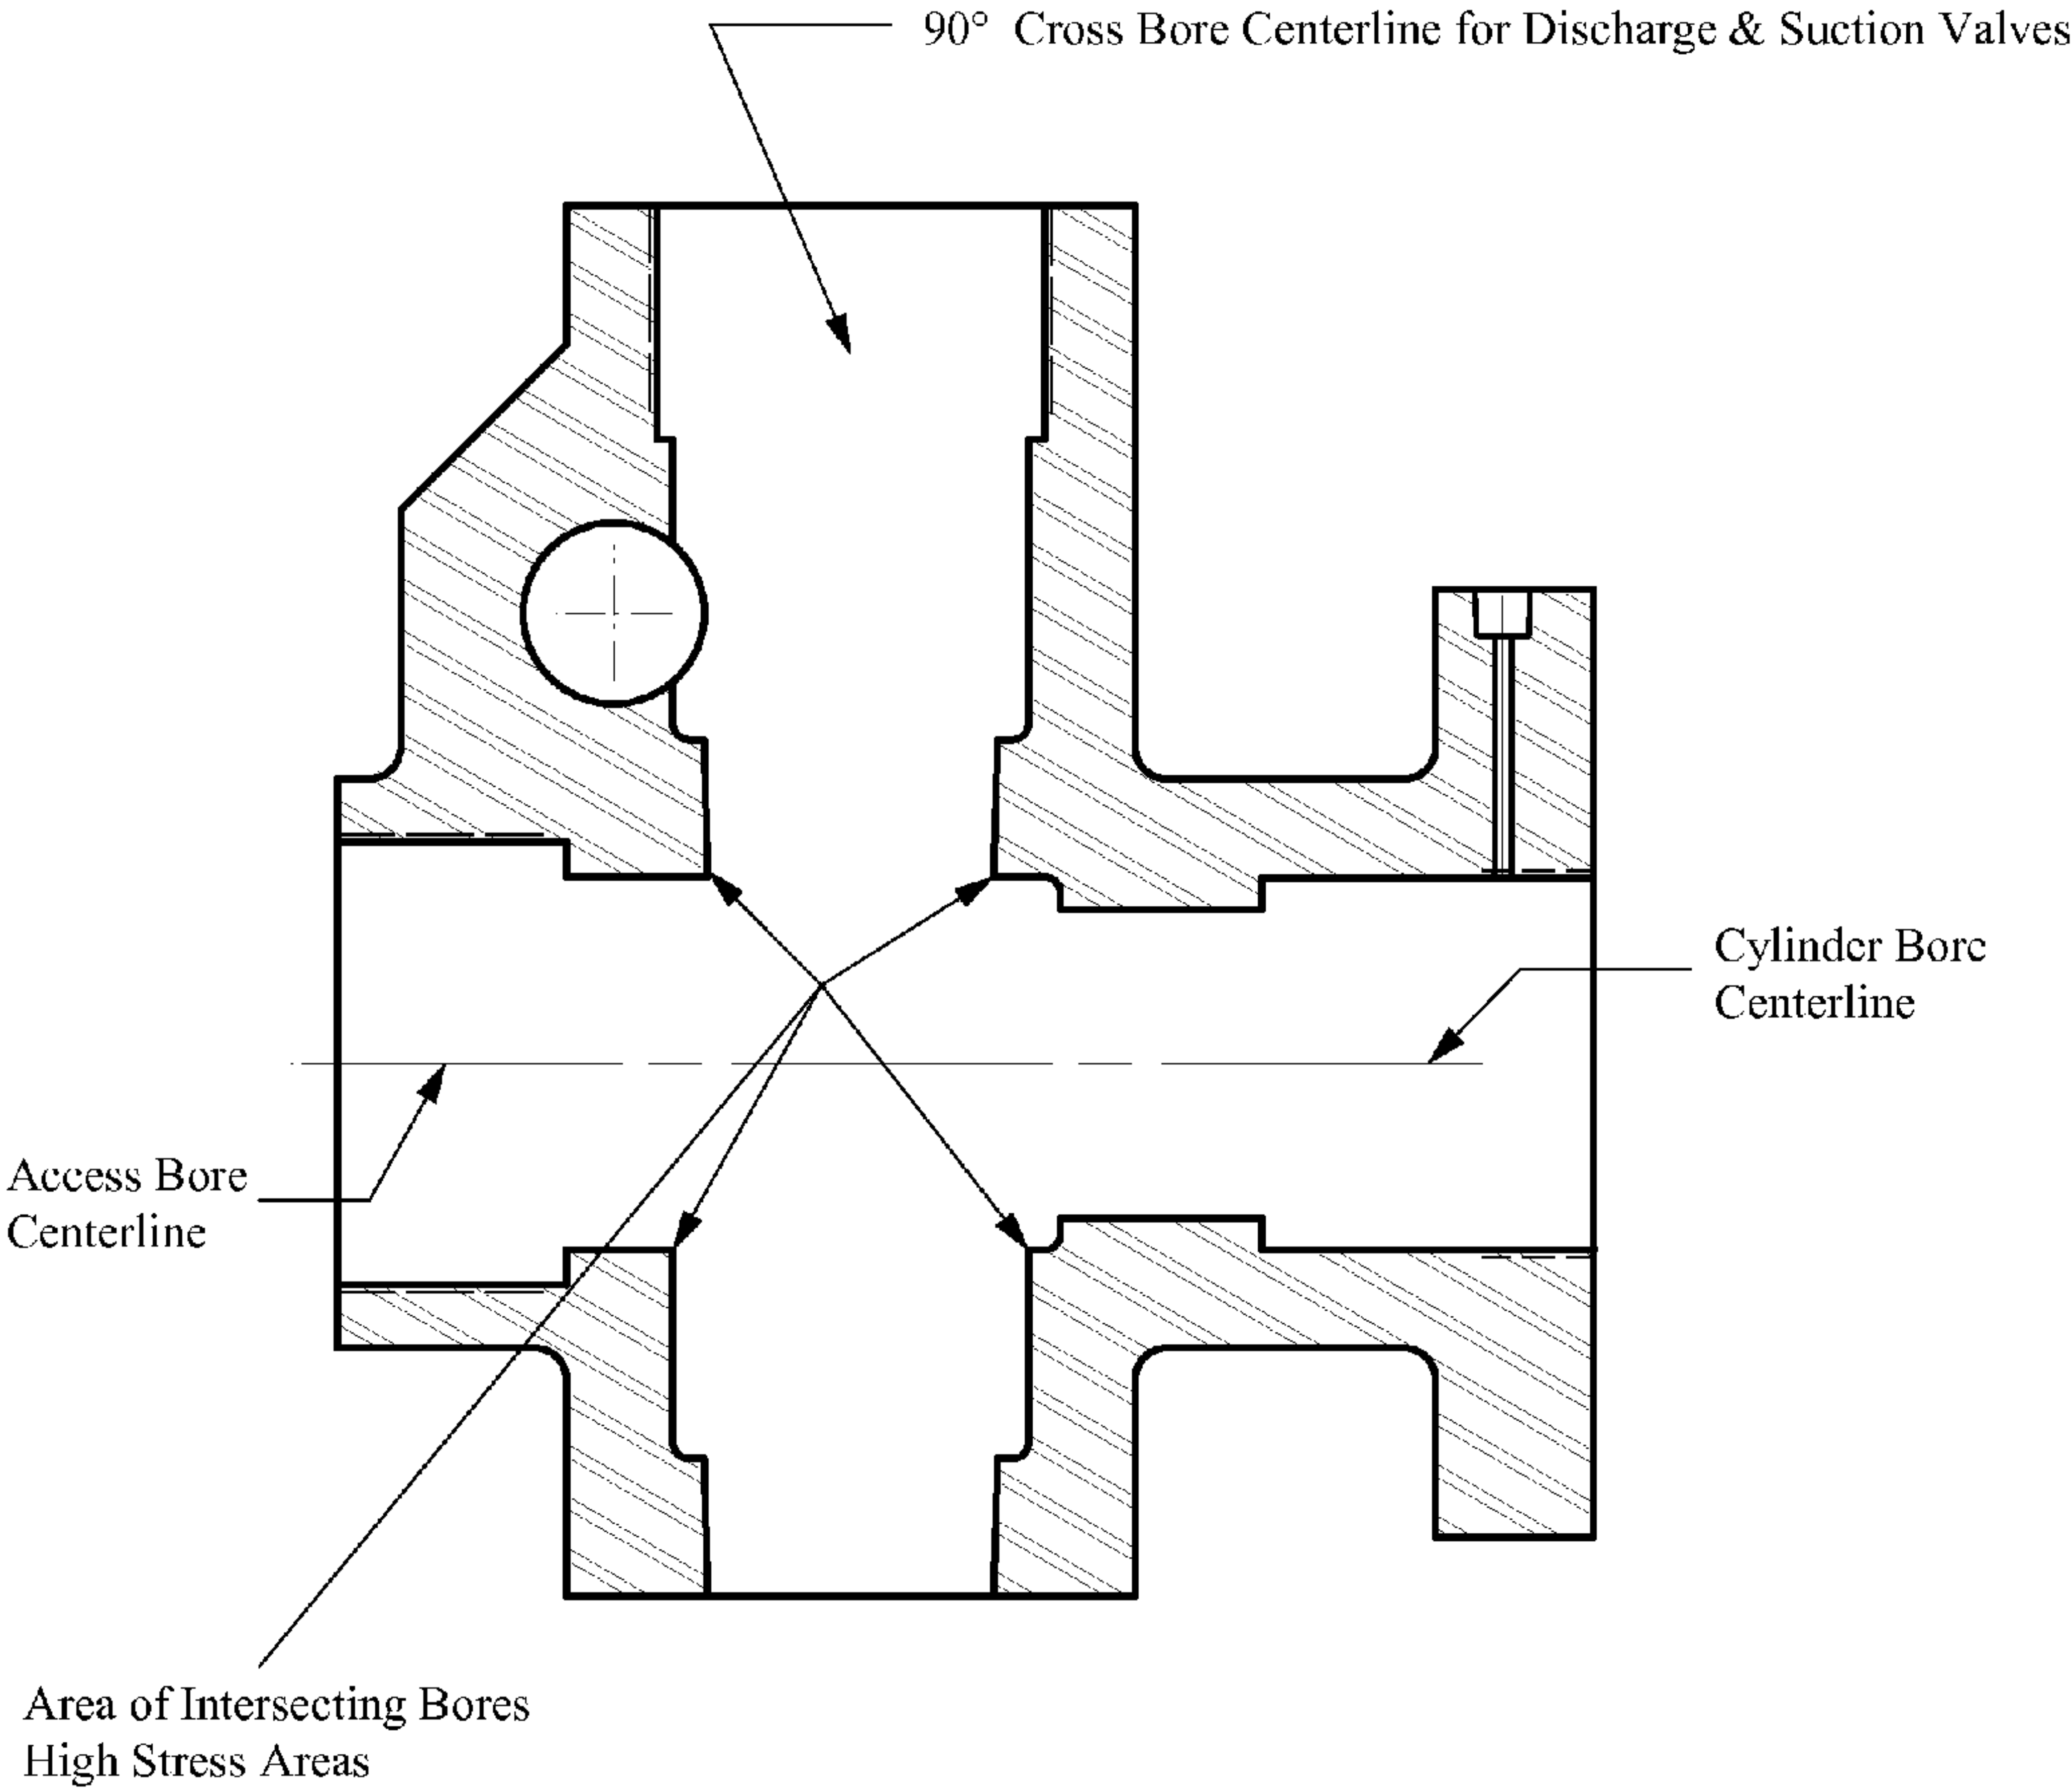 90° Cross Bore Centerline for Discharge & Suction Valves
Cylinder Bore
Centerline
Access Bore
Centerline
Area of Intersecting Bores
High Stress Areas